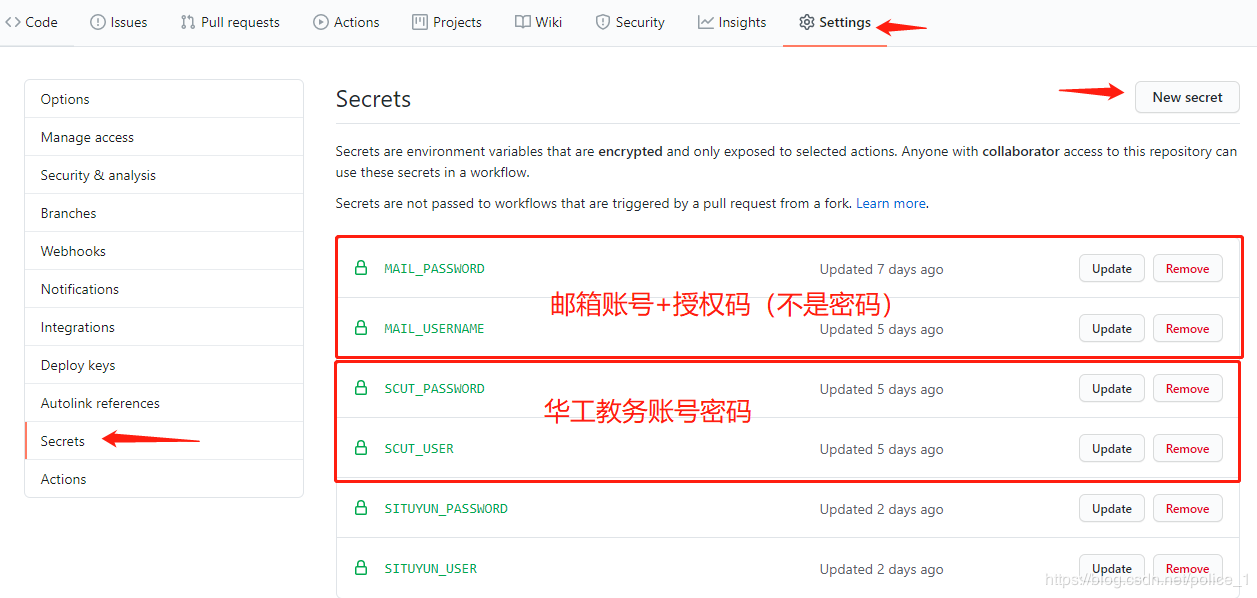 Code Issues Pull requests Actions Projects Wiki Security Insights Settings
Options
Manage access
Security & analysis
Branches
Webhooks
Notifications
Integrations
Deploy keys
Autolink references
Secrets
Actions
Secrets
New secret
Secrets are environment variables that are encrypted and only exposed to selected actions. Anyone with collaborator access to this repository can
use these secrets in a workflow.
Secrets are not passed to workflows that are triggered by a pull request from a fork. Learn more.
MAIL_PASSWORD Updated 7 days ago Update Remove
邮箱账号+授权码（不是密码）
MAIL_USERNAME Updated 5 days ago Update Remove
SCUT_PASSWORD Updated 5 days ago Update Remove
华工教务账号密码
SCUT_USER Updated 5 days ago Update Remove
SITUYUN_PASSWORD Updated 2 days ago Update Remove
SITUYUN_USER Updated 2 days ago Update Remove
https://blog.csdn.net/police_1